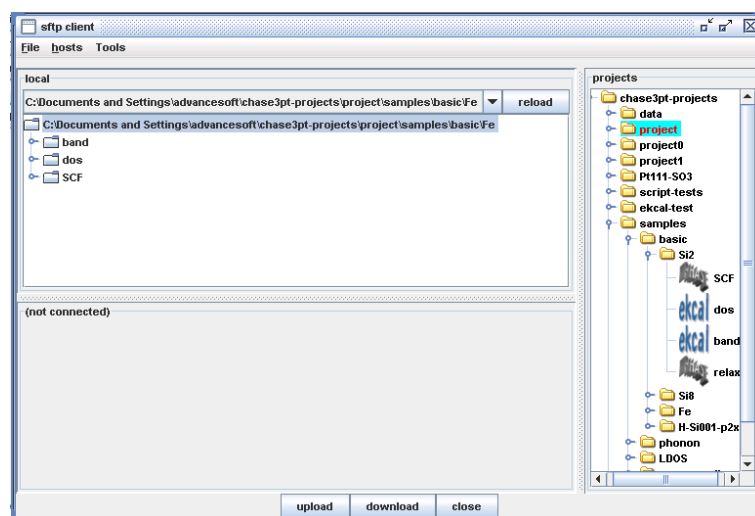 sftp client
File hosts Tools
local
C:\Documents and Settings\advancesoft\chase3pt-projects\project\samples\basic\Fe reload
C:\Documents and Settings\advancesoft\chase3pt-projects\project\samples\basic\Fe
band
dos
SCF
(not connected)
projects
chase3pt-projects
data
project
project0
project1
Pt111-SO3
script-tests
ekcal-test
samples
basic
Si2
SCF
ekcal dos
ekcal band
relax
Si8
Fe
H-Si001-p2x
phonon
LDOS
upload download close